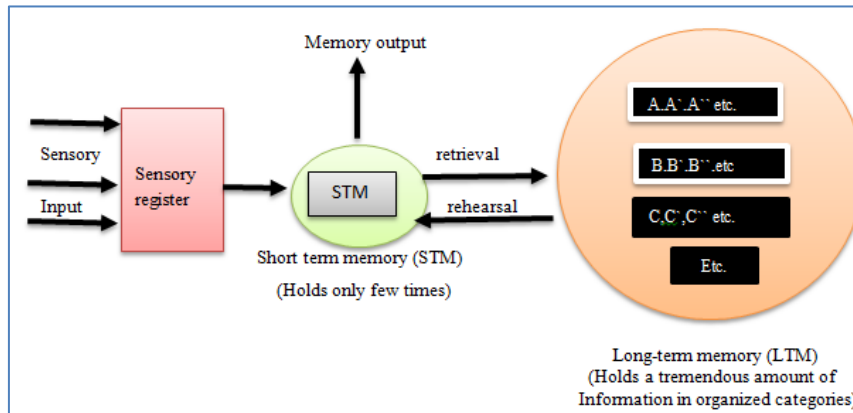 Memory output
A.A`.A`` etc.
Sensory
Input
Sensory
register
STM
retrieval
rehearsal
B.B`.B``.etc
C,C`,C`` etc.
Etc.
Short term memory (STM)
(Holds only few times)
Long-term memory (LTM)
(Holds a tremendous amount of
Information in organized categories)